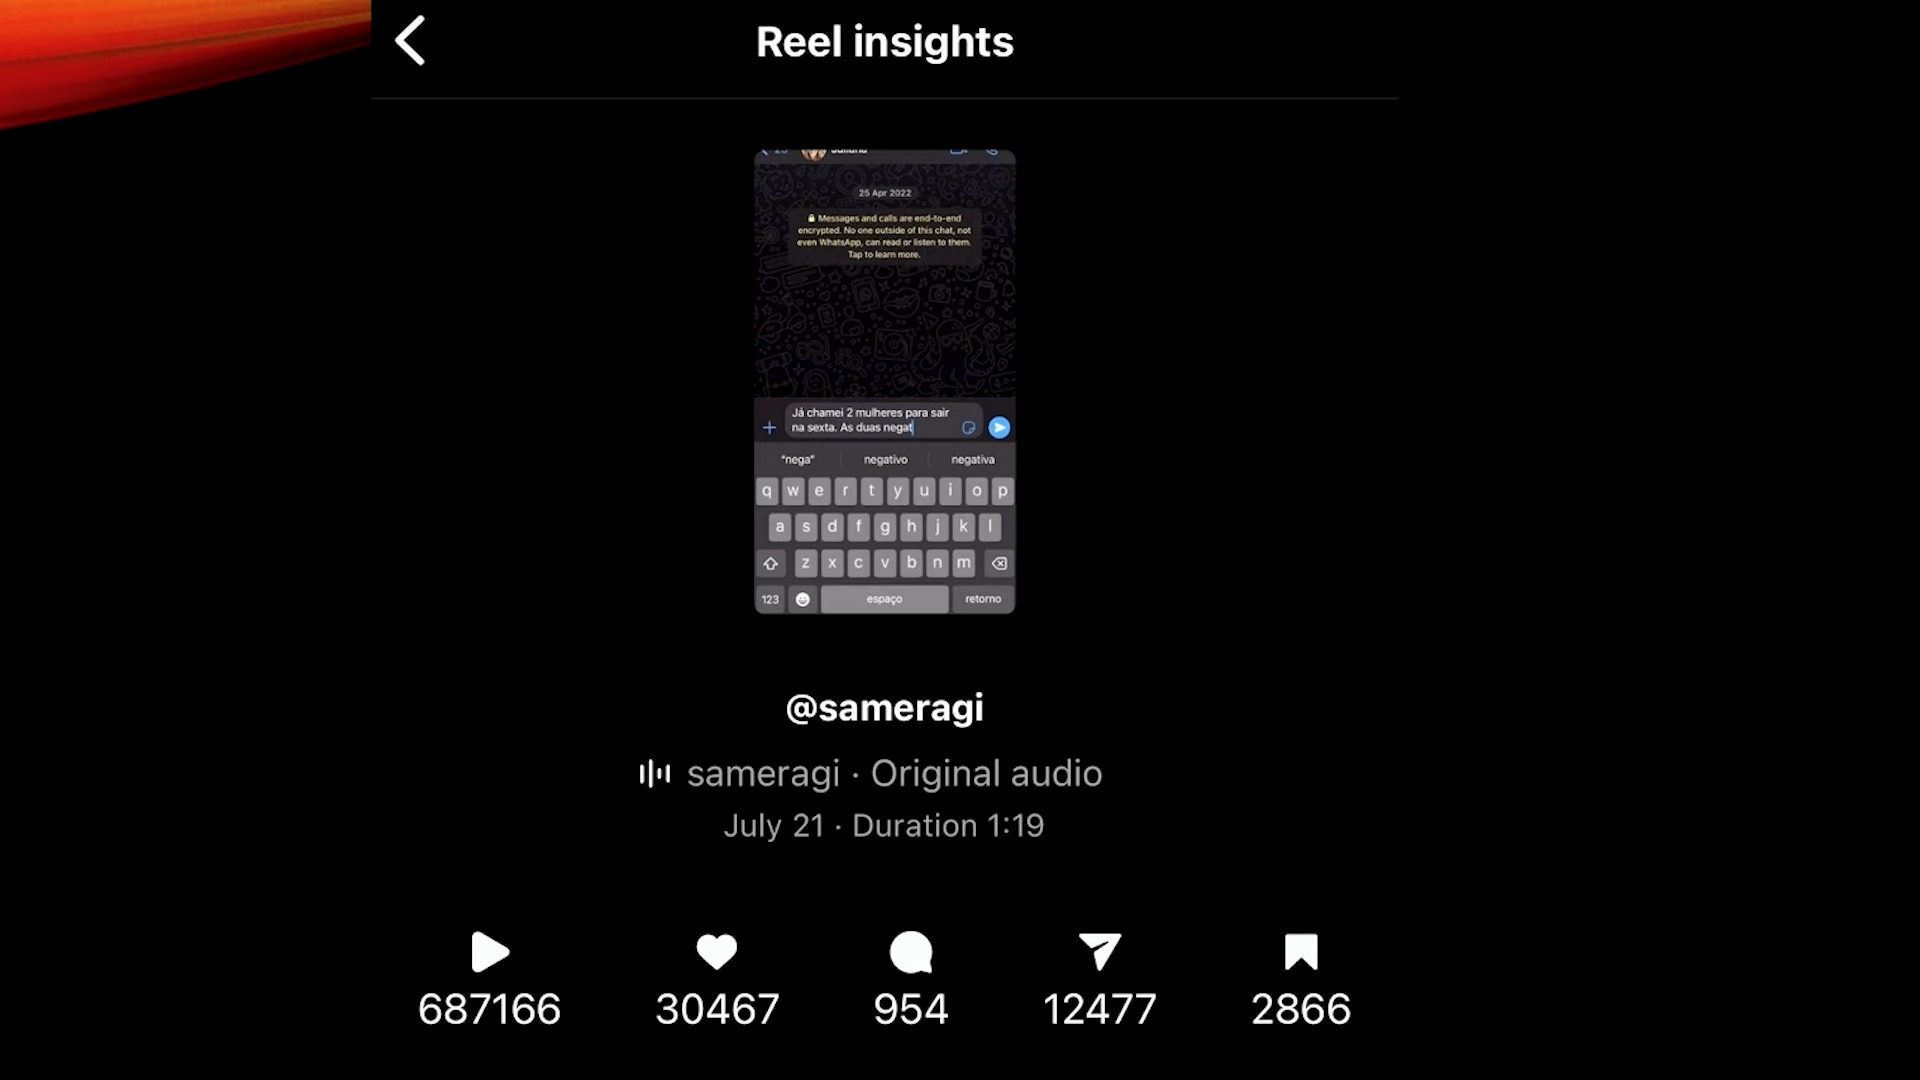 Reel insights
25 Apr 2022
Messages and calls are end-to-end
encrypted. No one outside of this chat, not
even WhatsApp, can read or listen to them.
Tap to learn more.
Já chamei 2 mulheres para sair
na sexta. As duas negat
"nega" negativo negativa
q w e r t y u i o p
a s d f g h j k l
z x c v b n m
123 espaço retorno
@sameragi
sameragi · Original audio
July 21 · Duration 1:19
687166 30467 954 12477 2866